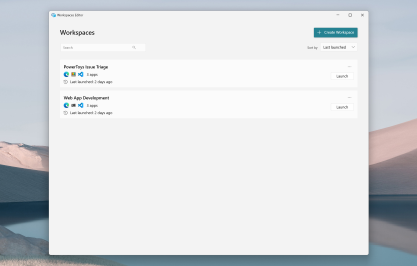 Workspaces Editor
Workspaces
+ Create Workspace
Search
Sort by
Last launched
PowerToys Issue Triage
3 apps
Last launched: 2 days ago
Launch
Web App Development
3 apps
Last launched: 2 days ago
Launch